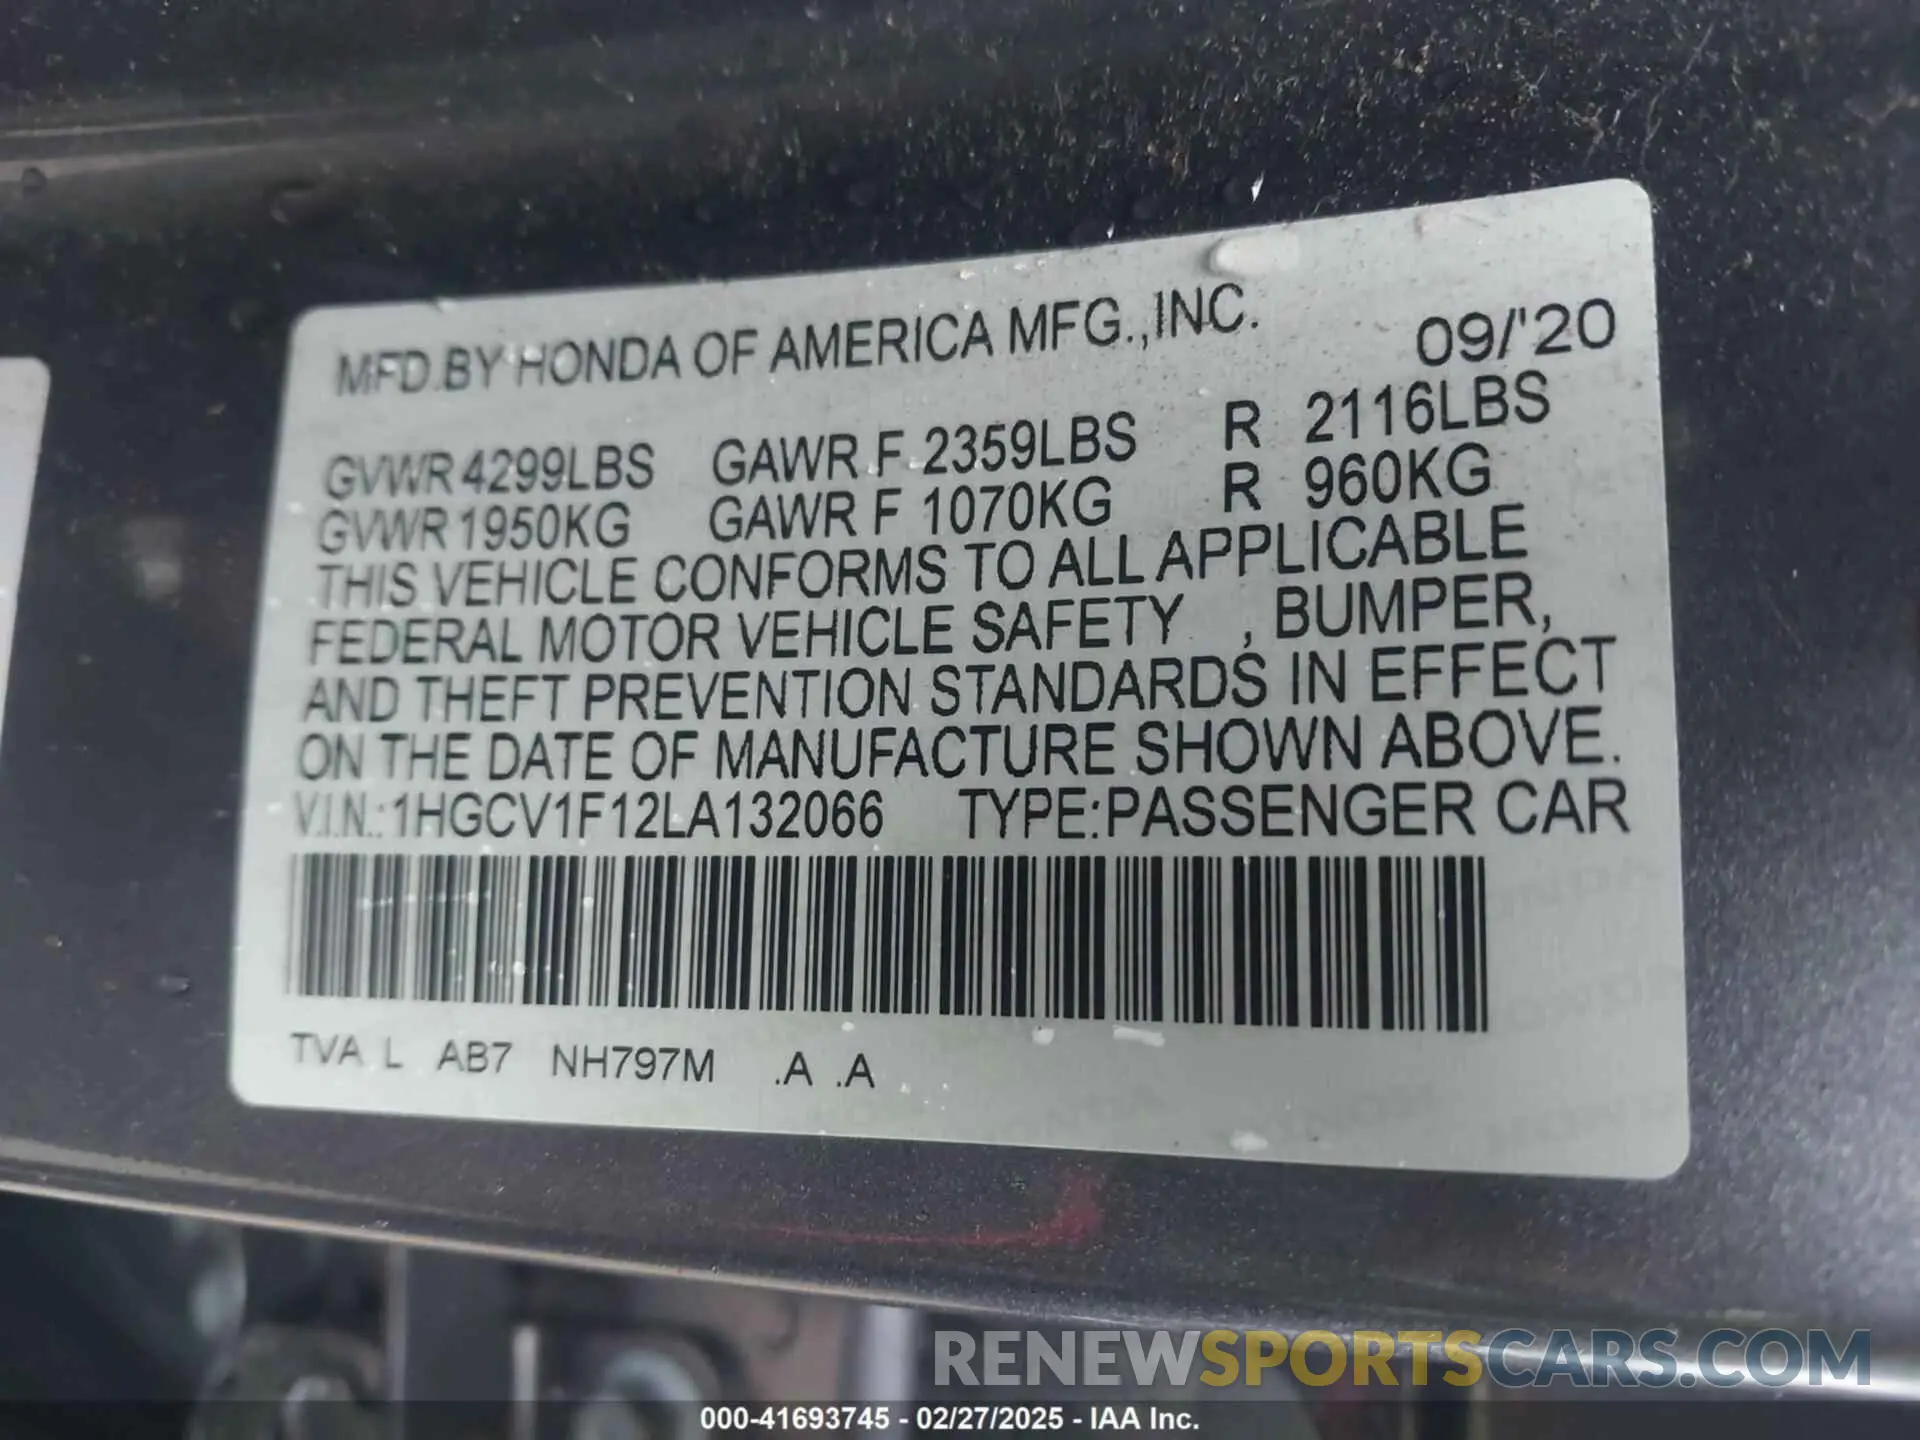 MFD.BY HONDA OF AMERICA MFG.,INC. 09/'20
GVWR 4299LBS GAWR F 2359LBS R 2116LBS
GVWR 1950KG GAWR F 1070KG R 960KG
THIS VEHICLE CONFORMS TO ALL APPLICABLE
FEDERAL MOTOR VEHICLE SAFETY , BUMPER,
AND THEFT PREVENTION STANDARDS IN EFFECT
ON THE DATE OF MANUFACTURE SHOWN ABOVE.
V.I.N.: 1HGCV1F12LA132066 TYPE:PASSENGER CAR
TVA L AB7 NH797M .A .A
RENEWSPORTSCARS.COM
000-41693745 - 02/27/2025 - IAA Inc.